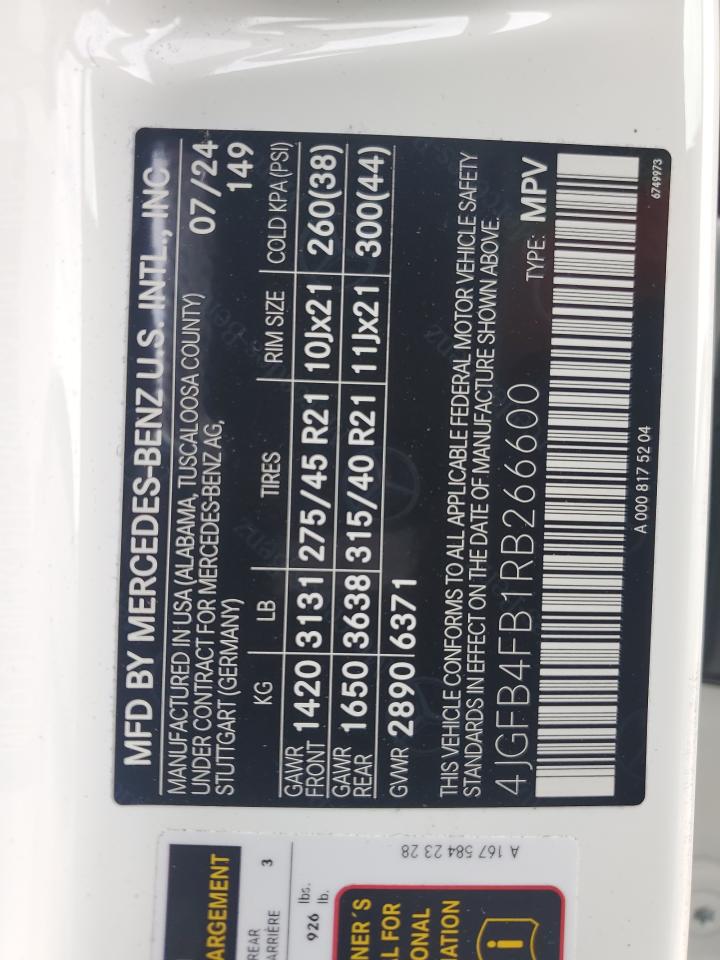 MFD BY MERCEDES-BENZ U.S. INTL., INC.
MANUFACTURED IN USA (ALABAMA, TUSCALOOSA COUNTY) 07/24
UNDER CONTRACT FOR MERCEDES-BENZ AG, 149
STUTTGART (GERMANY)
KG LB TIRES RIM SIZE COLD KPA (PSI)
GAWR FRONT 1420 3131 275/45 R21 10Jx21 260(38)
GAWR REAR 1650 3638 315/40 R21 11Jx21 300(44)
GVWR 2890 6371
THIS VEHICLE CONFORMS TO ALL APPLICABLE FEDERAL MOTOR VEHICLE SAFETY
STANDARDS IN EFFECT ON THE DATE OF MANUFACTURE SHOWN ABOVE.
4JGFB4FB1RB266600 TYPE: MPV
A 000 817 52 04 6749973
ARGEMENT
REAR
ARRIÈRE 3
926 lbs.
lb.
NER´S
L FOR
ONAL
MATION
i
A 167 584 23 28